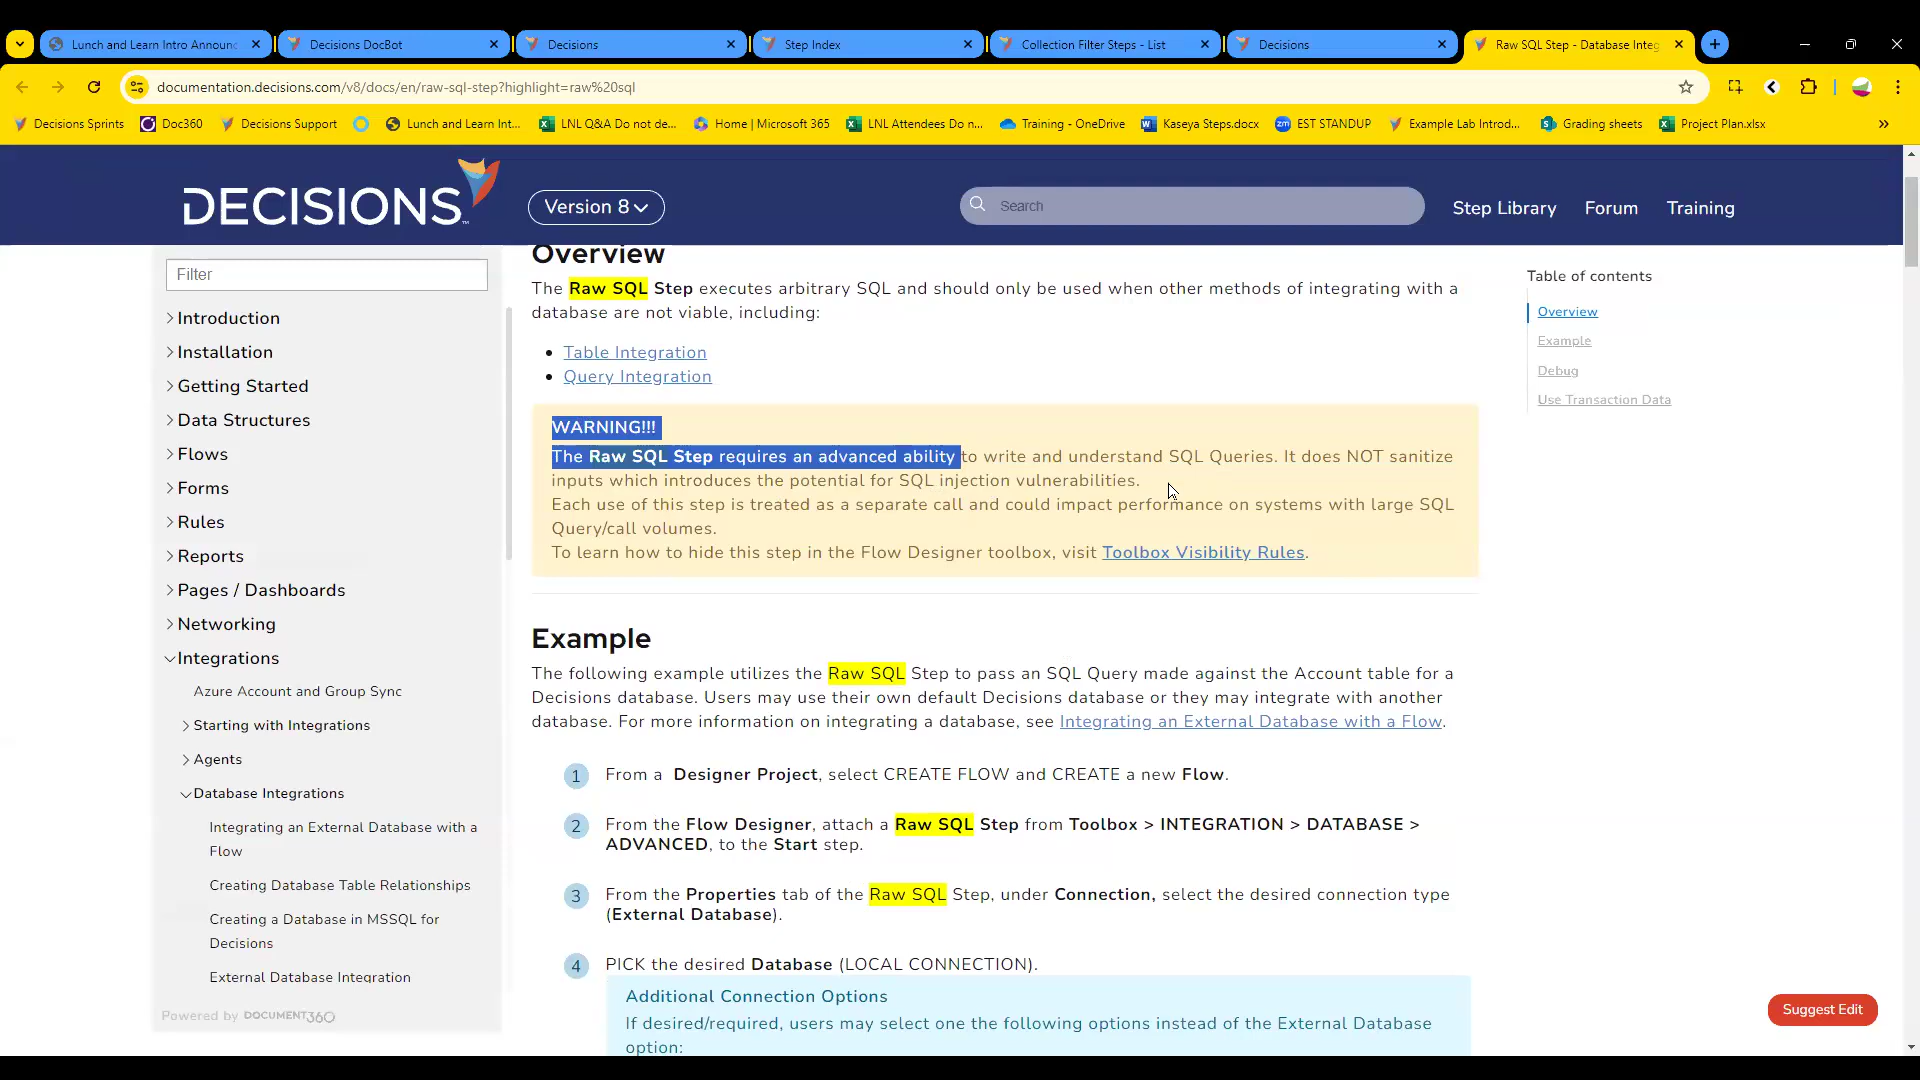 Lunch and Learn Intro Announ
Decisions DocBot
Decisions
Step Index
Collection Filter Steps - List
Decisions
Raw SQL Step - Database Integ
documentation.decisions.com/v8/docs/en/raw-sql-step?highlight=raw%20sql
Decisions Sprints
Doc360
Decisions Support
Lunch and Learn Int...
LNL Q&A Do not de...
Home | Microsoft 365
LNL Attendees Do n...
Training - OneDrive
Kaseya Steps.docx
EST STANDUP
Example Lab Introd...
Grading sheets
Project Plan.xlsx
DECISIONS
Version 8
Search
Step Library
Forum
Training
Filter
Introduction
Installation
Getting Started
Data Structures
Flows
Forms
Rules
Reports
Pages / Dashboards
Networking
Integrations
Azure Account and Group Sync
Starting with Integrations
Agents
Database Integrations
Integrating an External Database with a
Flow
Creating Database Table Relationships
Creating a Database in MSSQL for
Decisions
External Database Integration
Powered by DOCUMENT360
Overview
The Raw SQL Step executes arbitrary SQL and should only be used when other methods of integrating with a
database are not viable, including:
• Table Integration
• Query Integration
WARNING!!!
The Raw SQL Step requires an advanced ability to write and understand SQL Queries. It does NOT sanitize
inputs which introduces the potential for SQL injection vulnerabilities.
Each use of this step is treated as a separate call and could impact performance on systems with large SQL
Query/call volumes.
To learn how to hide this step in the Flow Designer toolbox, visit Toolbox Visibility Rules.
Example
The following example utilizes the Raw SQL Step to pass an SQL Query made against the Account table for a
Decisions database. Users may use their own default Decisions database or they may integrate with another
database. For more information on integrating a database, see Integrating an External Database with a Flow.
1 From a Designer Project, select CREATE FLOW and CREATE a new Flow.
2 From the Flow Designer, attach a Raw SQL Step from Toolbox > INTEGRATION > DATABASE >
ADVANCED, to the Start step.
3 From the Properties tab of the Raw SQL Step, under Connection, select the desired connection type
(External Database).
4 PICK the desired Database (LOCAL CONNECTION).
Additional Connection Options
If desired/required, users may select one the following options instead of the External Database
option:
Table of contents
Overview
Example
Debug
Use Transaction Data
Suggest Edit